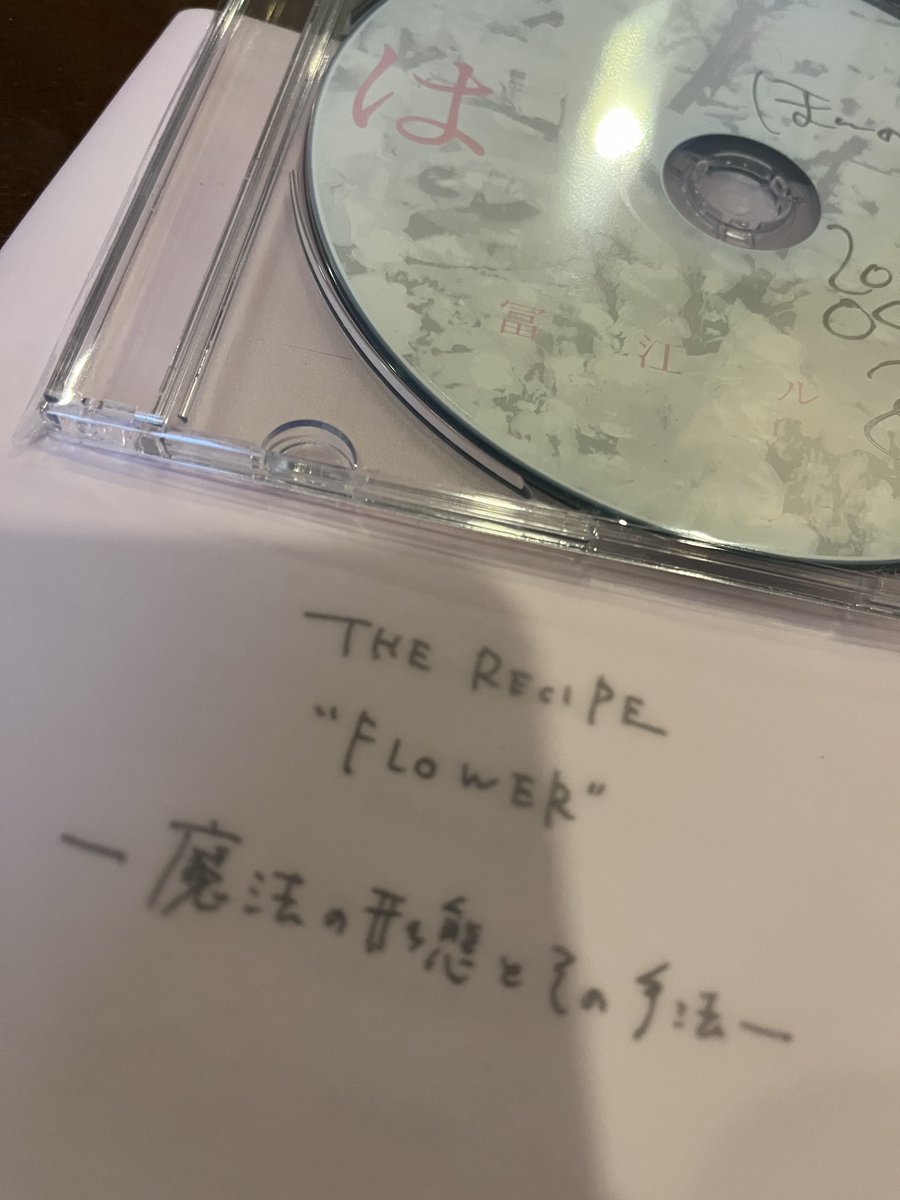 は
冨江ル
THE RECIPE
"FLOWER"
ー魔法の形態とその手法ー